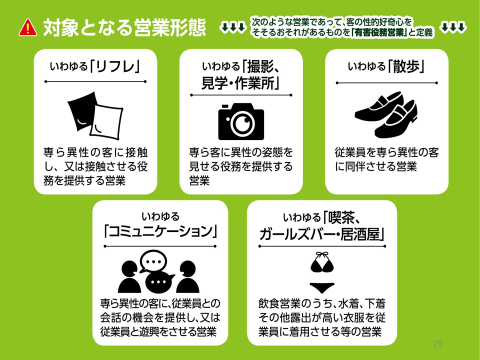 対象となる営業形態
次のような営業であって、客の性的好奇心を
そそるおそれがあるものを「有害役務営業」と定義
いわゆる「リフレ」
専ら異性の客に接触
し、又は接触させる役
務を提供する営業
いわゆる「撮影、
見学・作業所」
専ら客に異性の姿態を
見せる役務を提供する
営業
いわゆる「散歩」
従業員を専ら異性の客
に同伴させる営業
いわゆる
「コミュニケーション」
専ら異性の客に、従業員との
会話の機会を提供し、又は
従業員と遊興をさせる営業
いわゆる「喫茶、
ガールズバー・居酒屋」
飲食営業のうち、水着、下着
その他露出が高い衣服を従
業員に着用させる等の営業